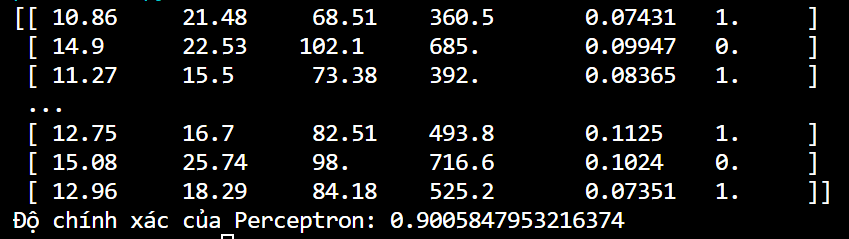 [[ 10.86 21.48 68.51 360.5 0.07431 1. ]
[ 14.9 22.53 102.1 685. 0.09947 0. ]
[ 11.27 15.5 73.38 392. 0.08365 1. ]
...
[ 12.75 16.7 82.51 493.8 0.1125 1. ]
[ 15.08 25.74 98. 716.6 0.1024 0. ]
[ 12.96 18.29 84.18 525.2 0.07351 1. ]]
Độ chính xác của Perceptron: 0.9005847953216374